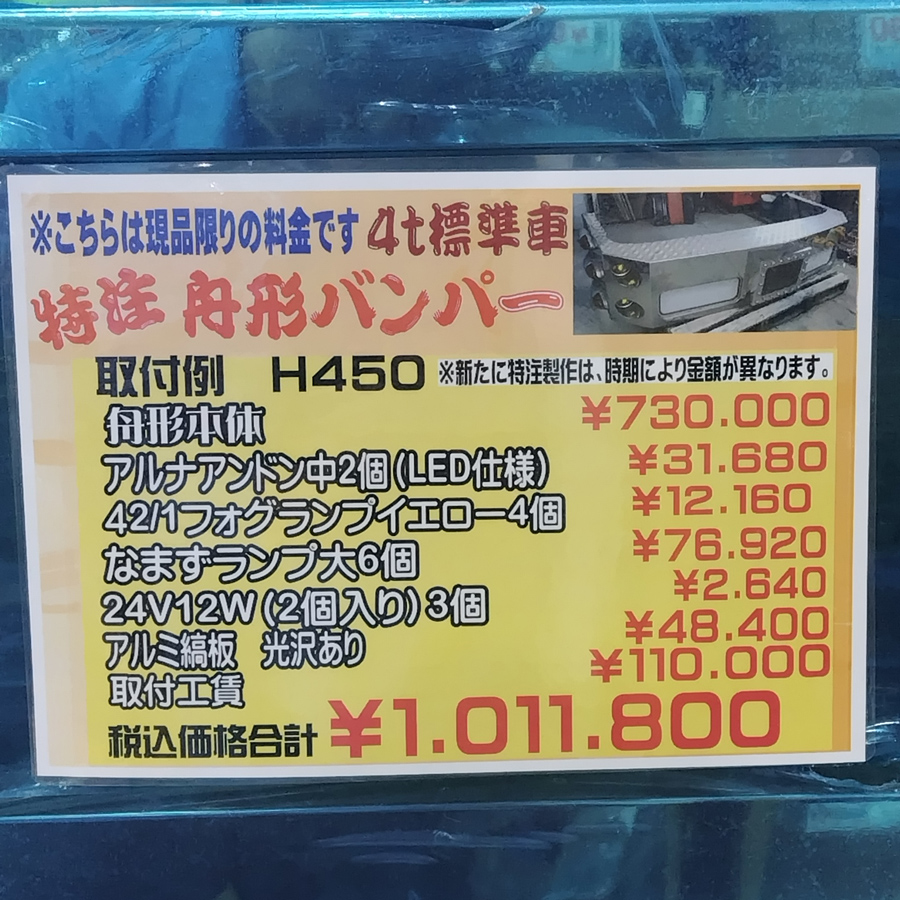 ※こちらは現品限りの料金です 4t標準車
特注 舟形バンパー
取付例 H450 ※新たに特注製作は、時期により金額が異なります。
舟形本体 ¥730.000
アルナアンドン中2個(LED仕様) ¥31.680
42/1フォグランプイエロー4個 ¥12.160
なまずランプ大6個 ¥76.920
24V12W(2個入り)3個 ¥2.640
アルミ縞板 光沢あり ¥48.400
取付工賃 ¥110.000
税込価格合計 ¥1.011.800